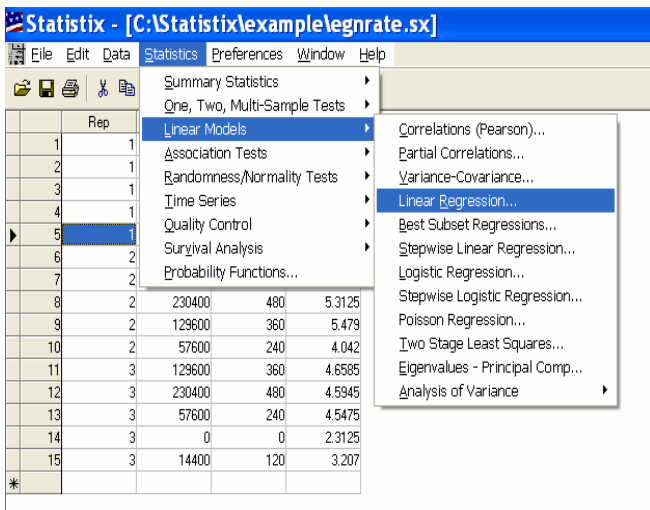 Statistix - [C:\Statistix\example\egnrate.sx]
File Edit Data Statistics Preferences Window Help
Summary Statistics
One, Two, Multi-Sample Tests
Linear Models
Association Tests
Randomness/Normality Tests
Time Series
Quality Control
Survival Analysis
Probability Functions...
Correlations (Pearson)...
Partial Correlations...
Variance-Covariance...
Linear Regression...
Best Subset Regressions...
Stepwise Linear Regression...
Logistic Regression...
Stepwise Logistic Regression...
Poisson Regression...
Two Stage Least Squares...
Eigenvalues - Principal Comp...
Analysis of Variance
Rep
1 1
2 1
3 1
4 1
5 1
6 2
7 2
8 2 230400 480 5.3125
9 2 129600 360 5.479
10 2 57600 240 4.042
11 3 129600 360 4.6585
12 3 230400 480 4.5945
13 3 57600 240 4.5475
14 3 0 0 2.3125
15 3 14400 120 3.207
*